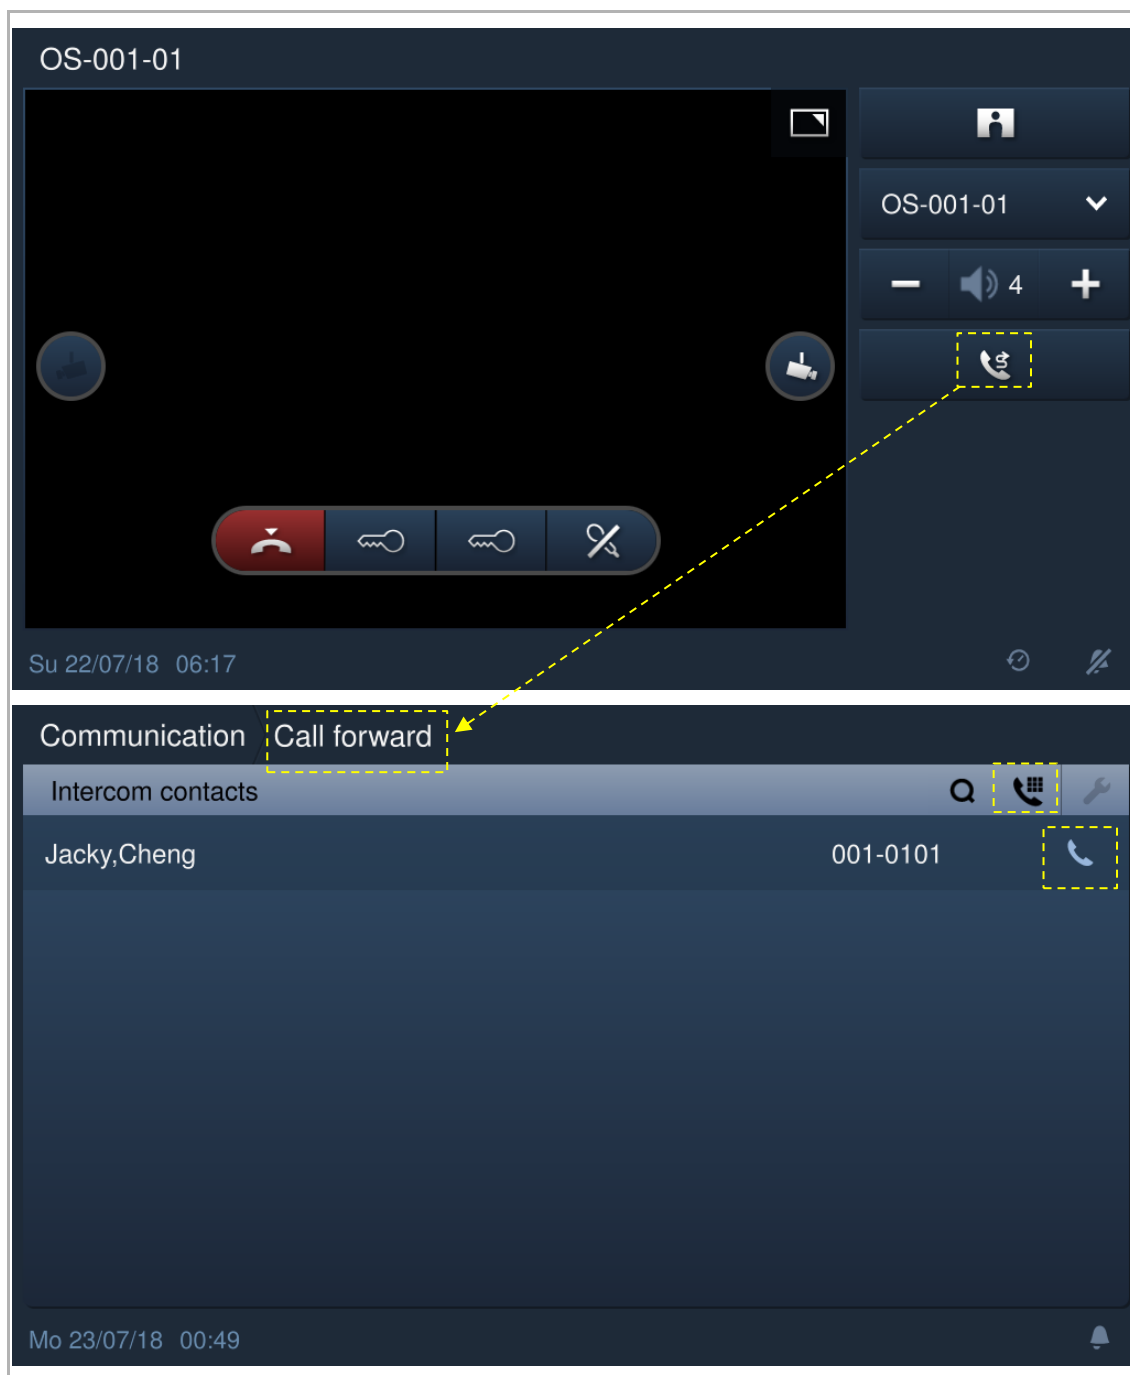 OS-001-01
OS-001-01
4
Su 22/07/18 06:17
Communication Call forward
Intercom contacts
Jacky,Cheng 001-0101
Mo 23/07/18 00:49